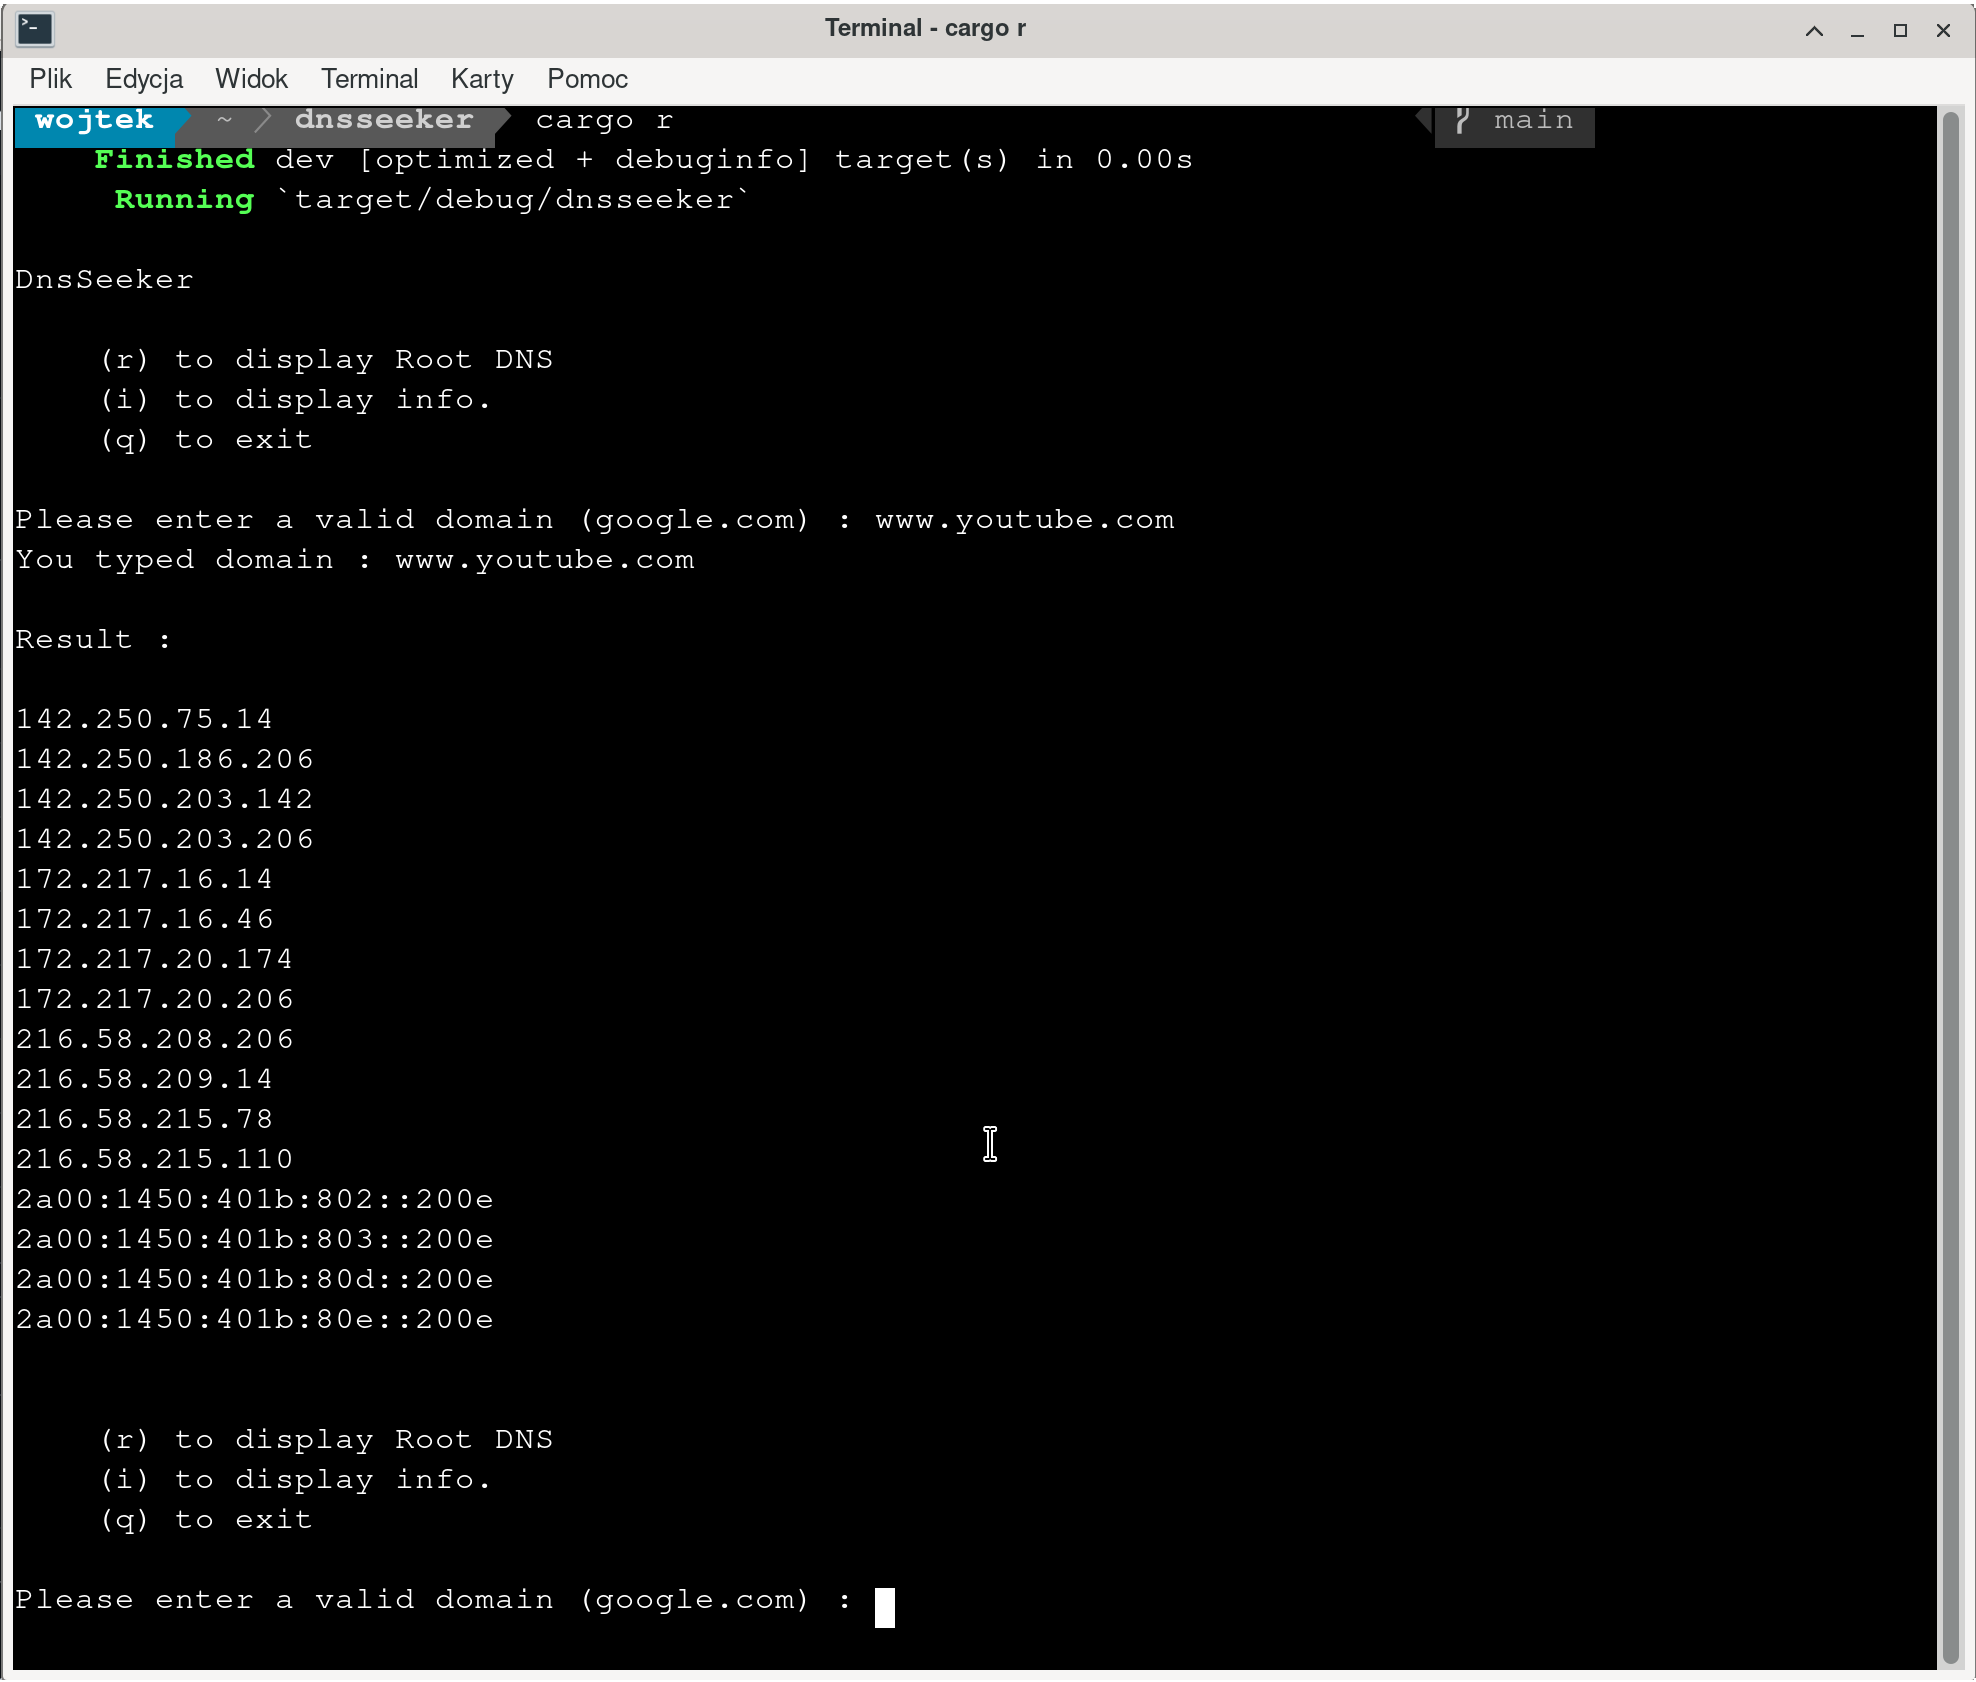 Terminal - cargo r
Plik Edycja Widok Terminal Karty Pomoc
wojtek ~ dnsseeker cargo r main
Finished dev [optimized + debuginfo] target(s) in 0.00s
Running `target/debug/dnsseeker`
DnsSeeker
(r) to display Root DNS
(i) to display info.
(q) to exit
Please enter a valid domain (google.com) : www.youtube.com
You typed domain : www.youtube.com
Result :
142.250.75.14
142.250.186.206
142.250.203.142
142.250.203.206
172.217.16.14
172.217.16.46
172.217.20.174
172.217.20.206
216.58.208.206
216.58.209.14
216.58.215.78
216.58.215.110
2a00:1450:401b:802::200e
2a00:1450:401b:803::200e
2a00:1450:401b:80d::200e
2a00:1450:401b:80e::200e
(r) to display Root DNS
(i) to display info.
(q) to exit
Please enter a valid domain (google.com) :